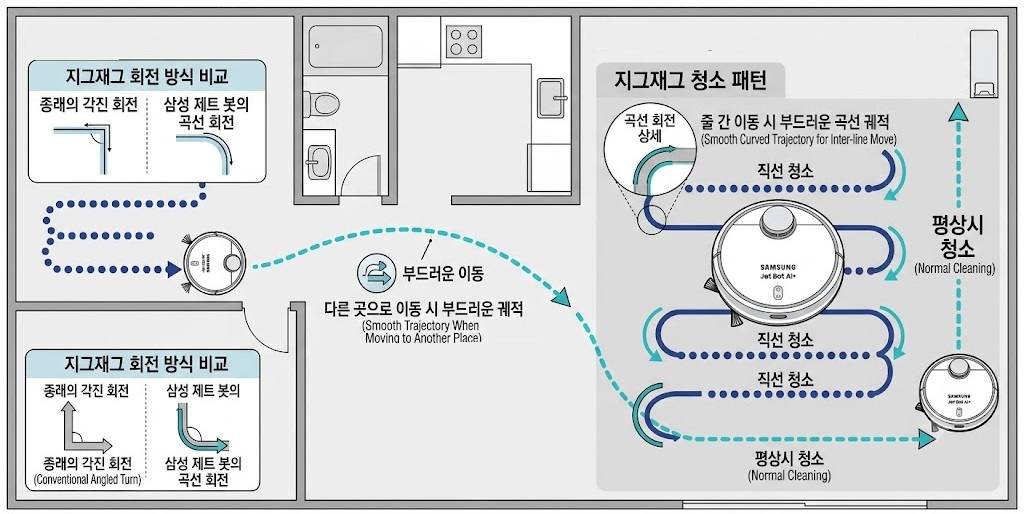 지그재그 회전 방식 비교
종래의 각진 회전
삼성 제트 봇의
곡선 회전
부드러운 이동
다른 곳으로 이동 시 부드러운 궤적
(Smooth Trajectory When
Moving to Another Place)
지그재그 회전 방식 비교
종래의 각진 회전
삼성 제트 봇의
종래의 각진 회전
(Conventional Angled Turn)
삼성 제트 봇의
곡선 회전
지그재그 청소 패턴
곡선 회전
상세
줄 간 이동 시 부드러운 곡선 궤적
(Smooth Curved Trajectory for Inter-line Move)
직선 청소
SAMSUNG
Jet Bot AI+
직선 청소
직선 청소
평상시
청소
(Normal Cleaning)
SAMSUNG
Jet Bot AI+
평상시 청소
(Normal Cleaning)